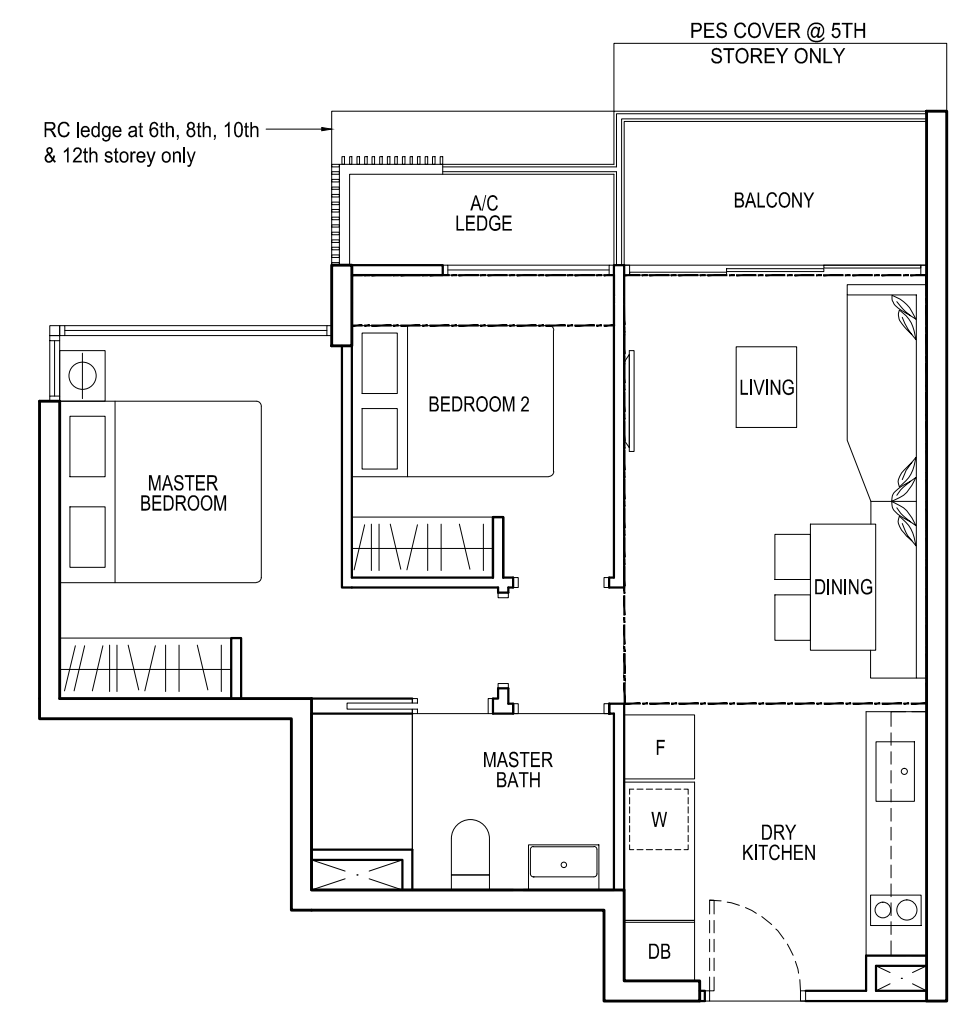 PES COVER @ 5TH
STOREY ONLY
RC ledge at 6th, 8th, 10th
& 12th storey only
A/C
LEDGE
BALCONY
LIVING
BEDROOM 2
MASTER
BEDROOM
DINING
MASTER
BATH
F
W
DRY
KITCHEN
DB